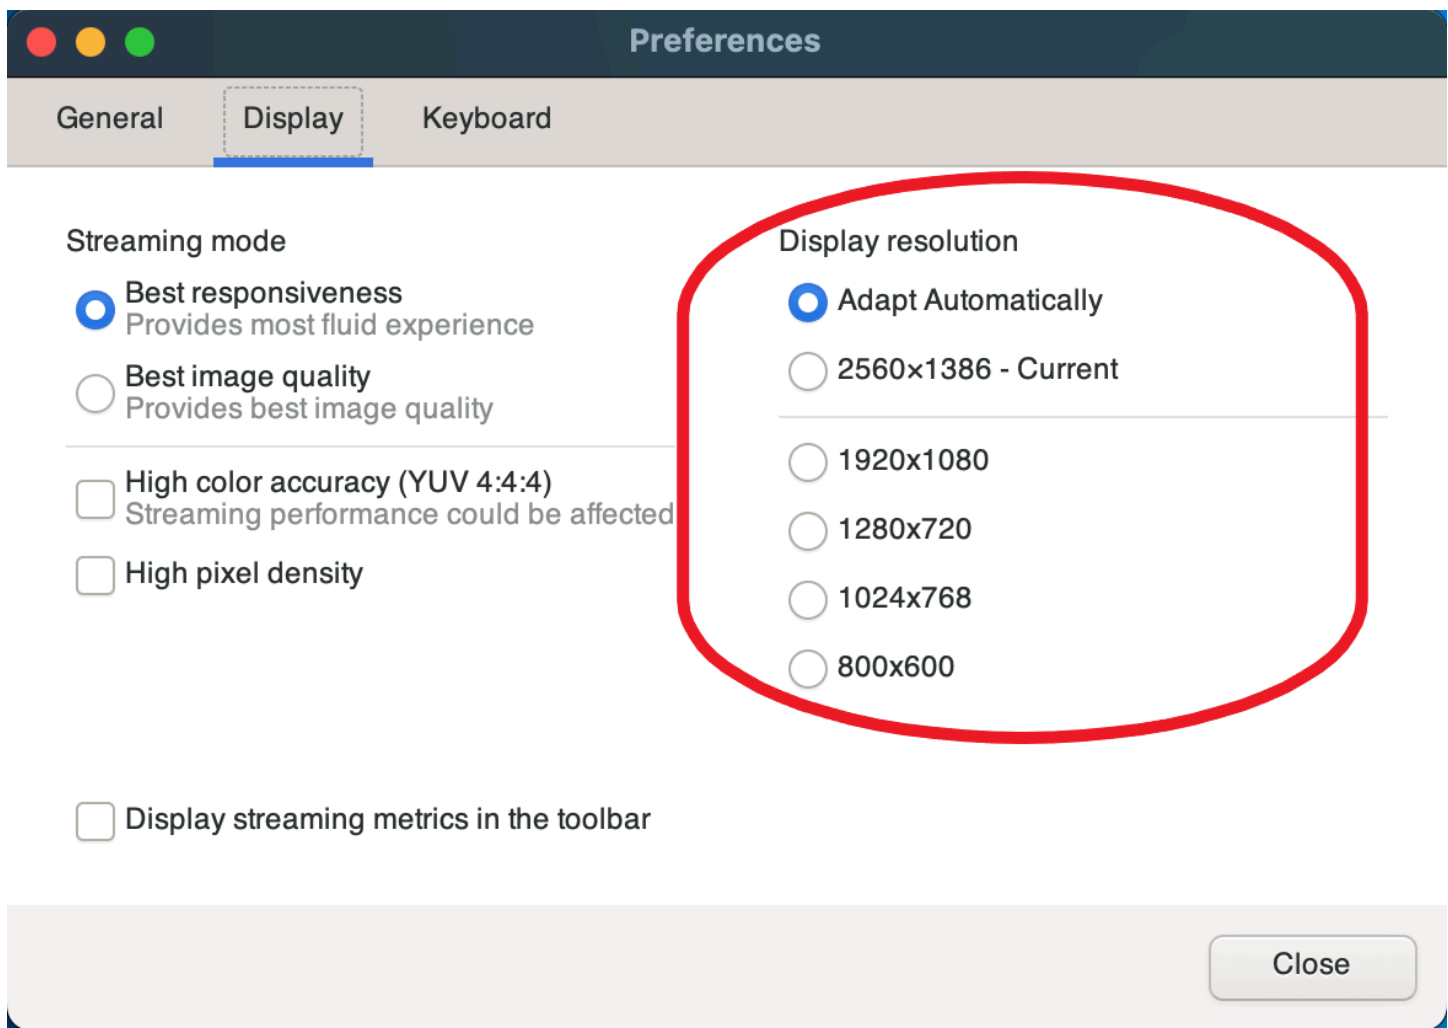 Preferences
General
Display
Keyboard
Streaming mode
Best responsiveness
Provides most fluid experience
Best image quality
Provides best image quality
High color accuracy (YUV 4:4:4)
Streaming performance could be affected
High pixel density
Display resolution
Adapt Automatically
2560×1386 - Current
1920x1080
1280x720
1024x768
800x600
Display streaming metrics in the toolbar
Close